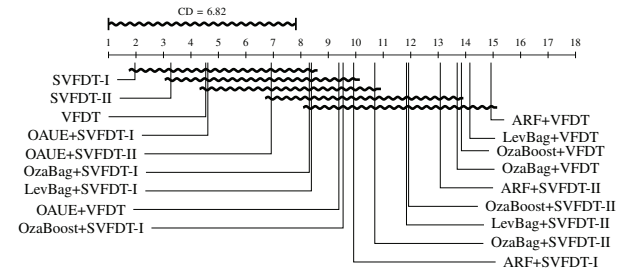 CD = 6.82
1 2 3 4 5 6 7 8 9 10 11 12 13 14 15 16 17 18
SVFDT-I
SVFDT-II
VFDT
OAUE+SVFDT-I
OAUE+SVFDT-II
OzaBag+SVFDT-I
LevBag+SVFDT-I
OAUE+VFDT
OzaBoost+SVFDT-I
ARF+VFDT
LevBag+VFDT
OzaBoost+VFDT
OzaBag+VFDT
ARF+SVFDT-II
OzaBoost+SVFDT-II
LevBag+SVFDT-II
OzaBag+SVFDT-II
ARF+SVFDT-I